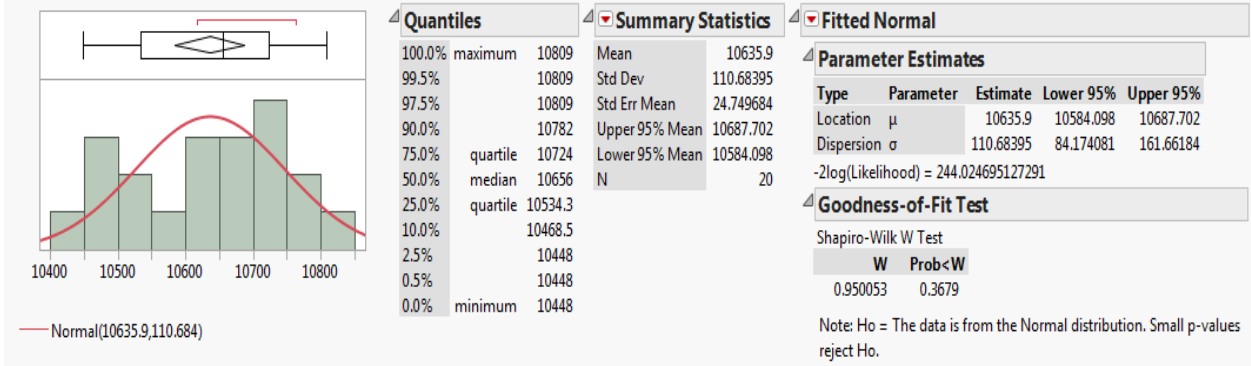 10400 10500 10600 10700 10800
Normal(10635.9,110.684)
Quantiles
100.0% maximum 10809
99.5% 10809
97.5% 10809
90.0% 10782
75.0% quartile 10724
50.0% median 10656
25.0% quartile 10534.3
10.0% 10468.5
2.5% 10448
0.5% 10448
0.0% minimum 10448
Summary Statistics
Mean 10635.9
Std Dev 110.68395
Std Err Mean 24.749684
Upper 95% Mean 10687.702
Lower 95% Mean 10584.098
N 20
Fitted Normal
Parameter Estimates
Type Parameter Estimate Lower 95% Upper 95%
Location μ 10635.9 10584.098 10687.702
Dispersion σ 110.68395 84.174081 161.66184
-2log(Likelihood) = 244.024695127291
Goodness-of-Fit Test
Shapiro-Wilk W Test
W Prob<W
0.950053 0.3679
Note: Ho = The data is from the Normal distribution. Small p-values
reject Ho.